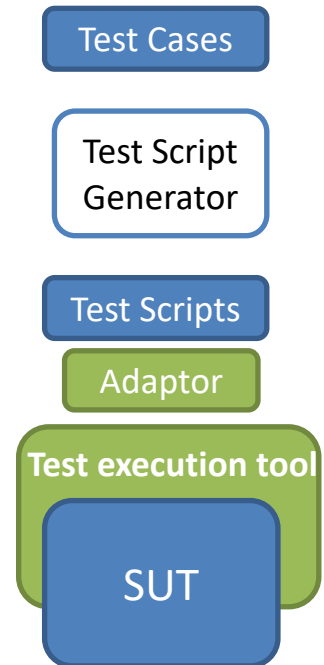 Test Cases
Test Script
Generator
Test Scripts
Adaptor
Test execution tool
SUT